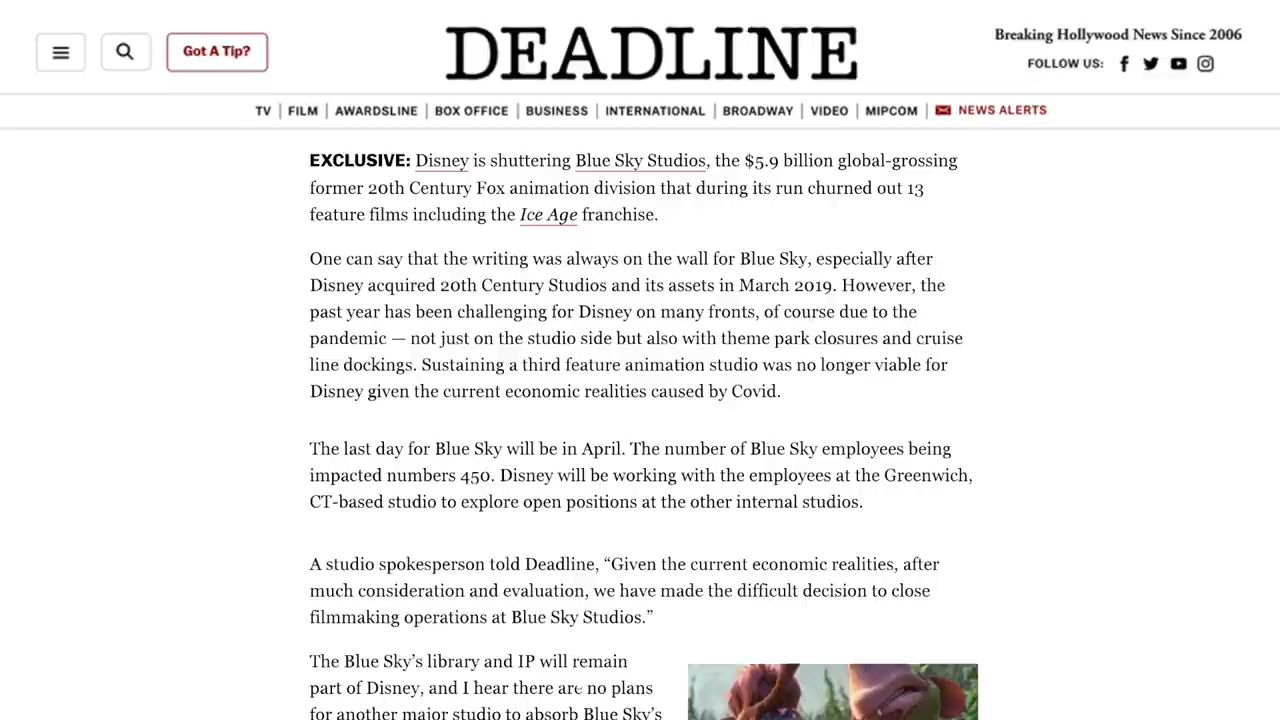 Got A Tip?
DEADLINE
Breaking Hollywood News Since 2006
FOLLOW US:
TV | FILM | AWARDSLINE | BOX OFFICE | BUSINESS | INTERNATIONAL | BROADWAY | VIDEO | MIPCOM | NEWS ALERTS
EXCLUSIVE: Disney is shuttering Blue Sky Studios, the $5.9 billion global-grossing
former 20th Century Fox animation division that during its run churned out 13
feature films including the Ice Age franchise.
One can say that the writing was always on the wall for Blue Sky, especially after
Disney acquired 20th Century Studios and its assets in March 2019. However, the
past year has been challenging for Disney on many fronts, of course due to the
pandemic — not just on the studio side but also with theme park closures and cruise
line dockings. Sustaining a third feature animation studio was no longer viable for
Disney given the current economic realities caused by Covid.
The last day for Blue Sky will be in April. The number of Blue Sky employees being
impacted numbers 450. Disney will be working with the employees at the Greenwich,
CT-based studio to explore open positions at the other internal studios.
A studio spokesperson told Deadline, “Given the current economic realities, after
much consideration and evaluation, we have made the difficult decision to close
filmmaking operations at Blue Sky Studios.”
The Blue Sky’s library and IP will remain
part of Disney, and I hear there are no plans
for another major studio to absorb Blue Sky’s